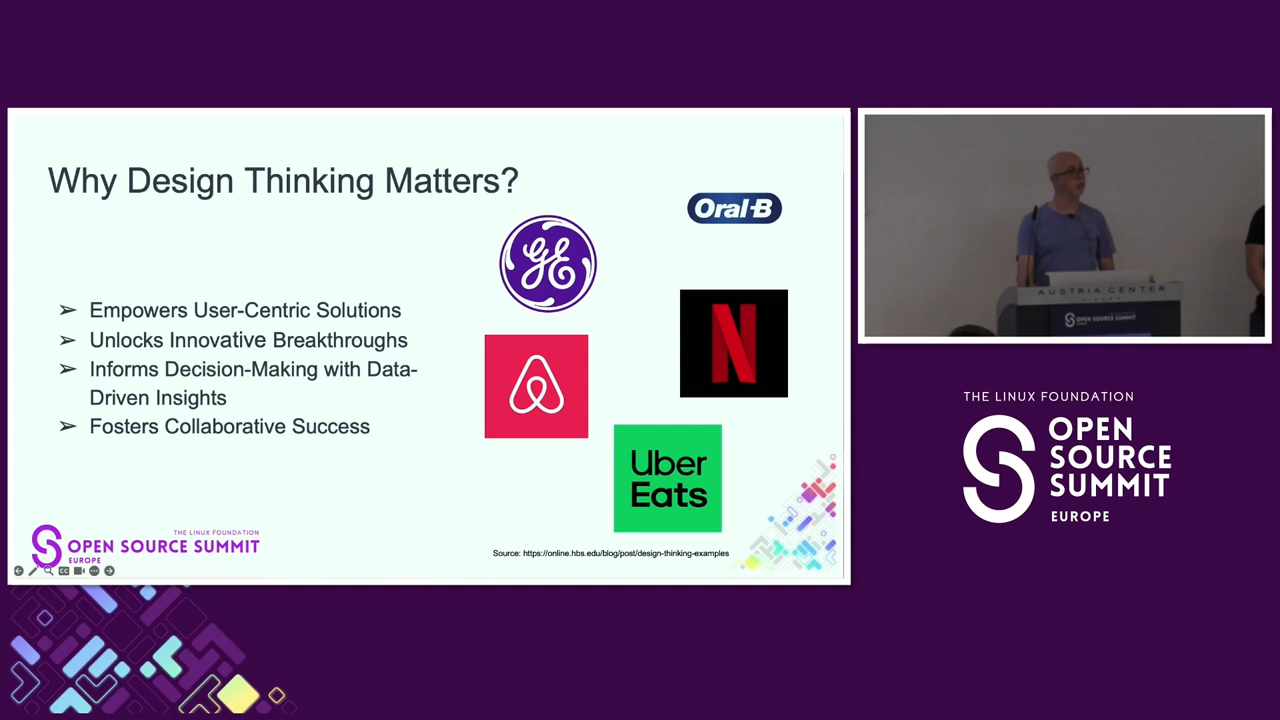 Why Design Thinking Matters?
➢ Empowers User-Centric Solutions
➢ Unlocks Innovative Breakthroughs
➢ Informs Decision-Making with Data-
Driven Insights
➢ Fosters Collaborative Success
GE
Oral-B
N
Uber
Eats
Source: https://online.hbs.edu/blog/post/design-thinking-examples
THE LINUX FOUNDATION
OPEN SOURCE SUMMIT
EUROPE
AUSTRIA CENTER
OPEN SOURCE SUMMIT
THE LINUX FOUNDATION
OPEN
SOURCE
SUMMIT
EUROPE